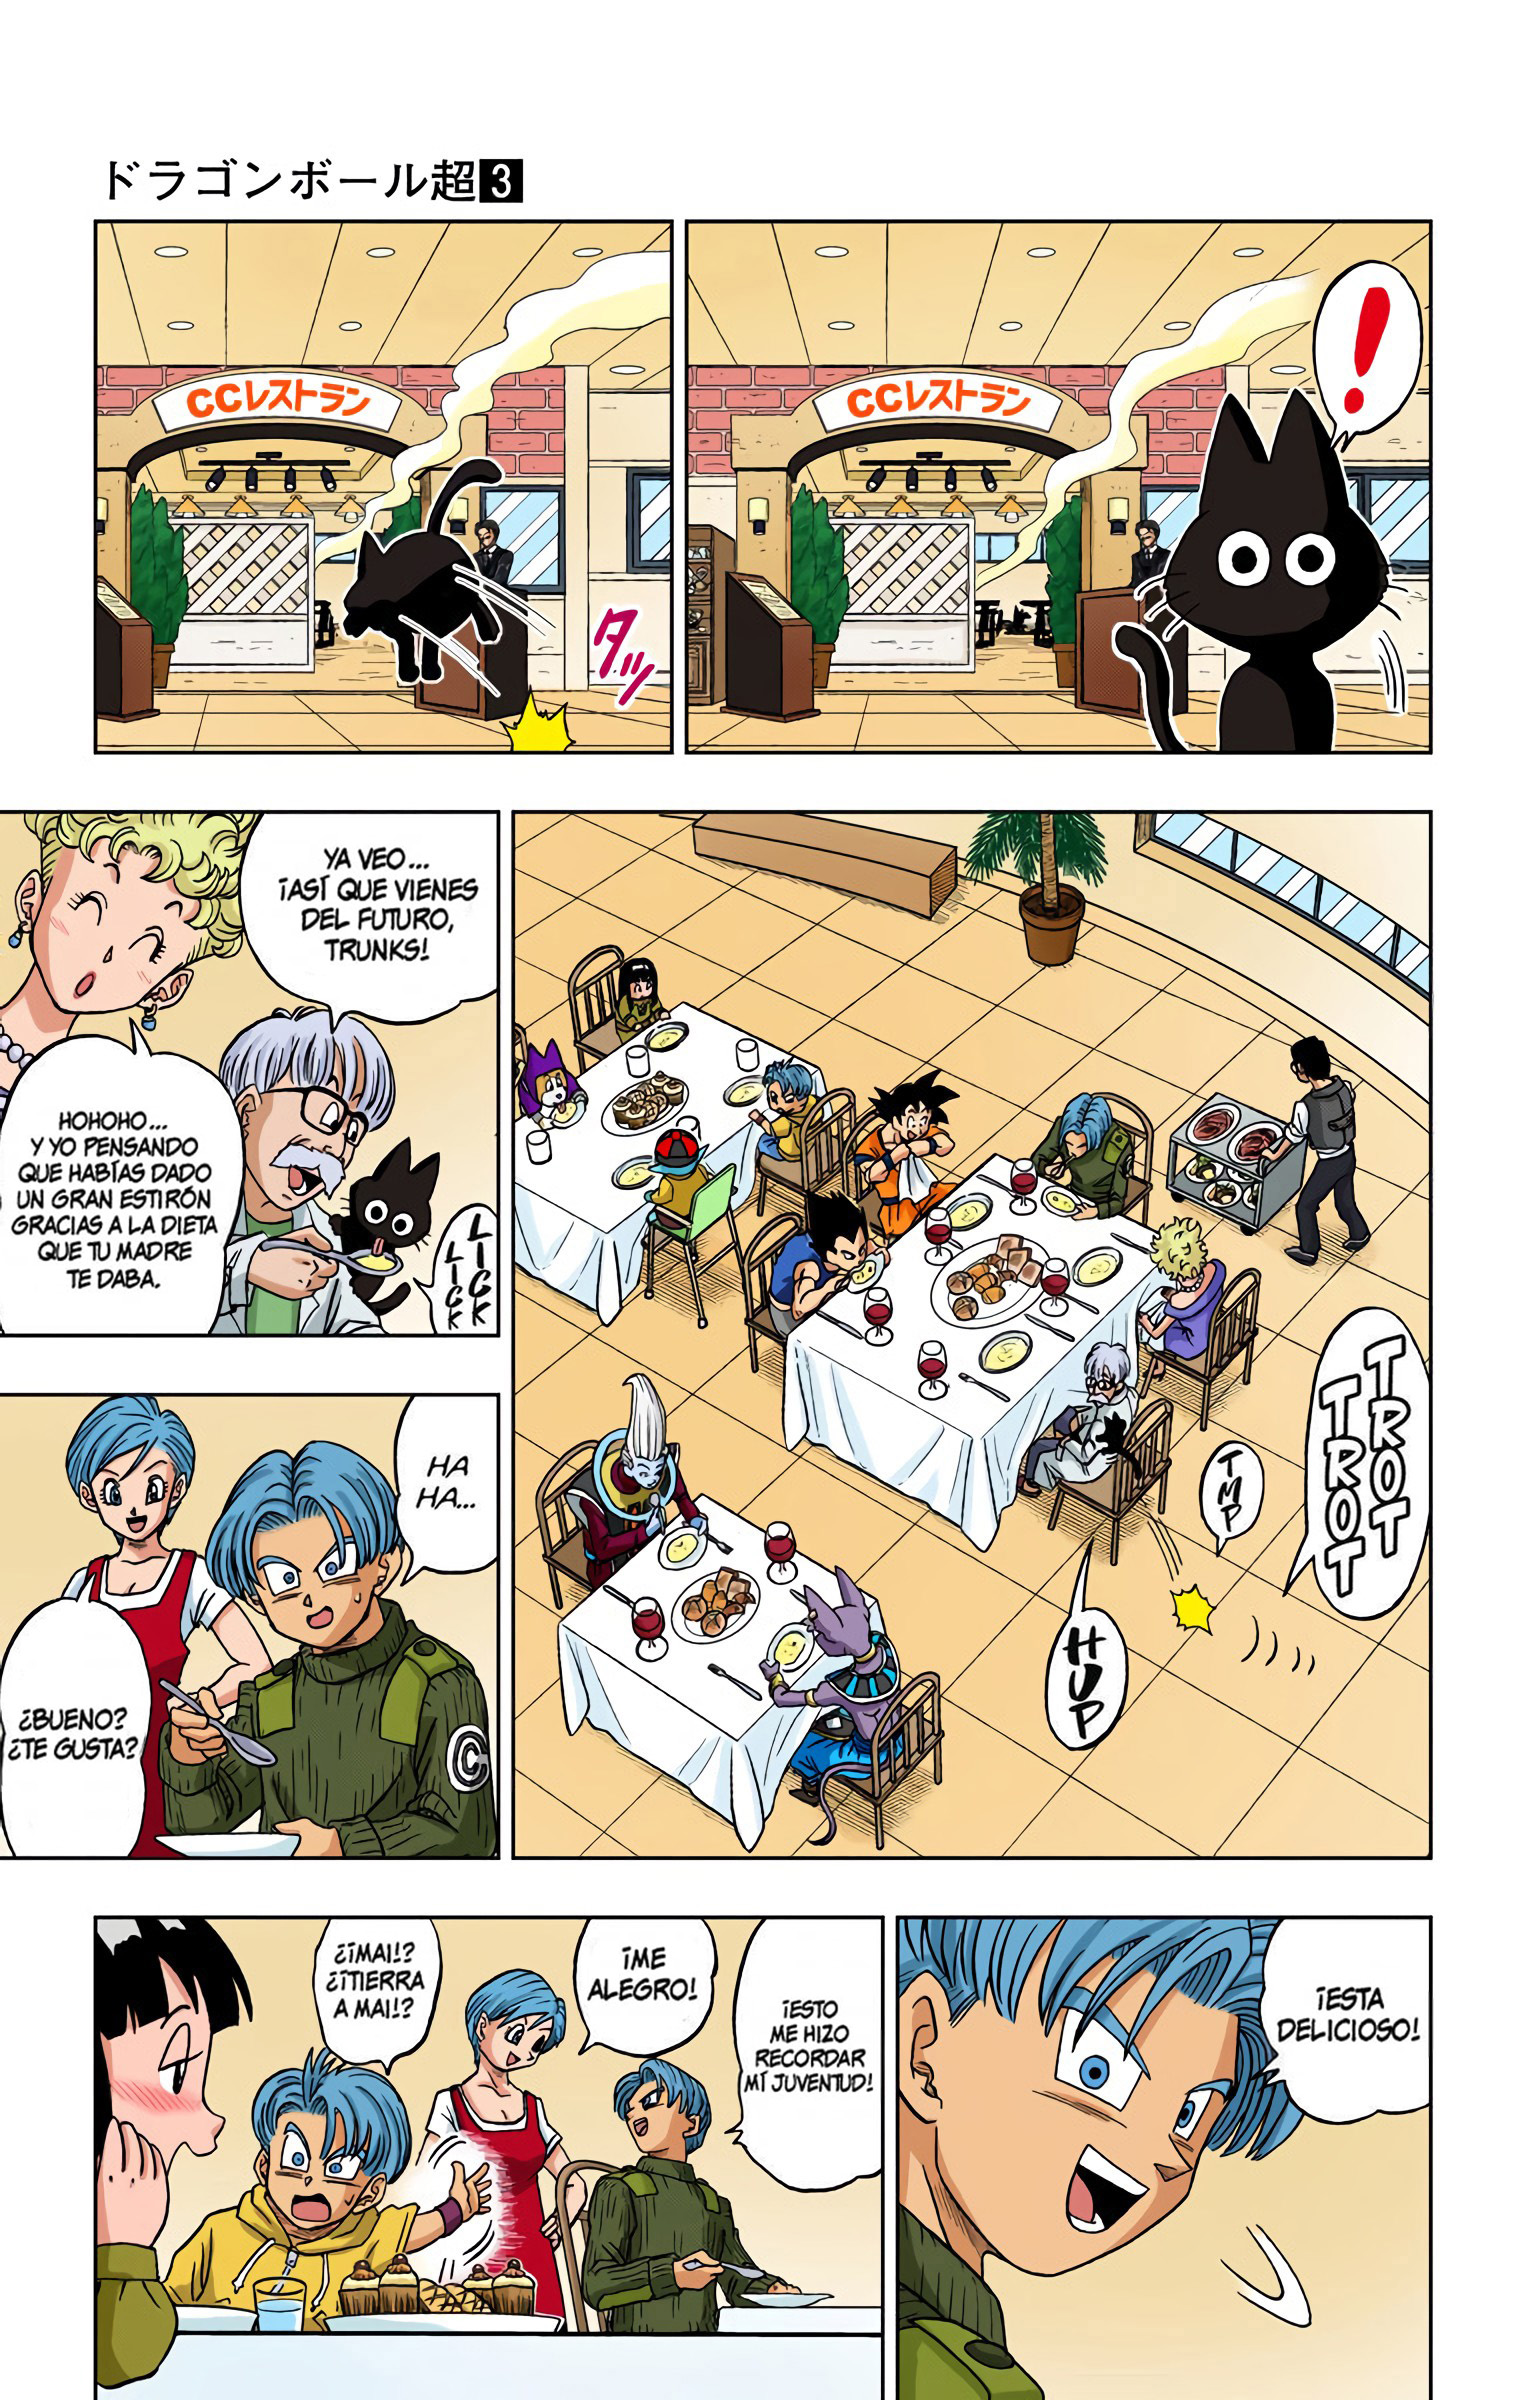 ドラゴンボール超3
!
CCレストラン
CCレストラン
タッ
TROT
TROT
TMP
HUP
YA VEO...
¡ASÍ QUE VIENES
DEL FUTURO,
TRUNKS!
HOHOHO...
Y YO PENSANDO
QUE HABÍAS DADO
UN GRAN ESTIRÓN
GRACIAS A LA DIETA
QUE TU MADRE
TE DABA.
LICK
LICK
HA
HA...
¿BUENO?
¿TE GUSTA?
C
¡ESTA
DELICIOSO!
¡ESTO
ME HIZO
RECORDAR
MÍ JUVENTUD!
¡ME
ALEGRO!
¿¡MAI!?
¿¡TIERRA
A MAI!?